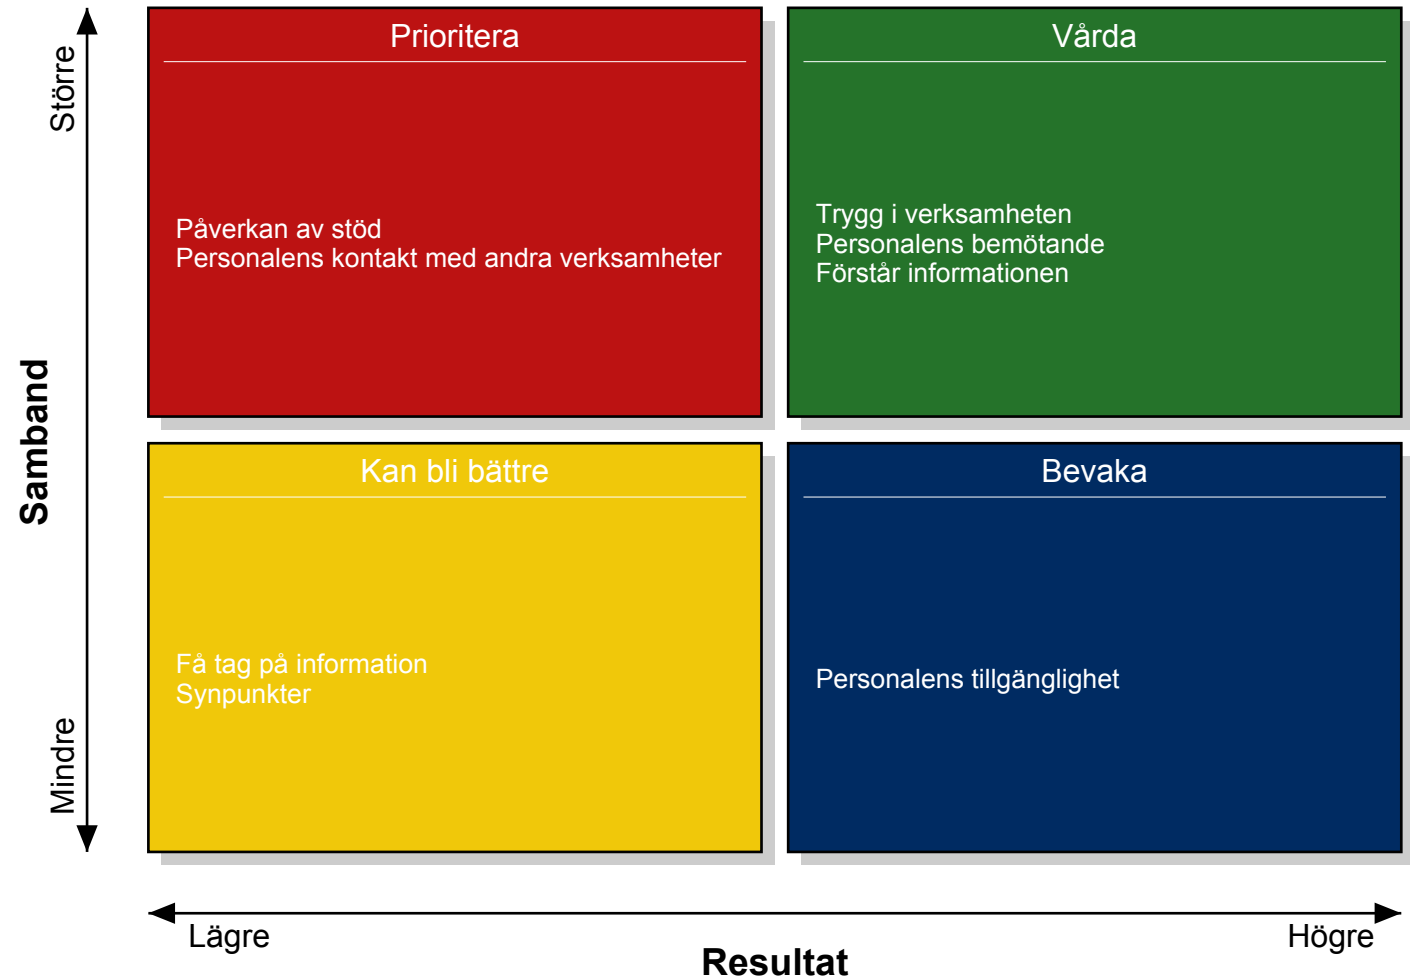 Större
Samband
Mindre
Prioritera
Påverkan av stöd
Personalens kontakt med andra verksamheter
Vårda
Trygg i verksamheten
Personalens bemötande
Förstår informationen
Kan bli bättre
Få tag på information
Synpunkter
Bevaka
Personalens tillgänglighet
Lägre
Högre
Resultat